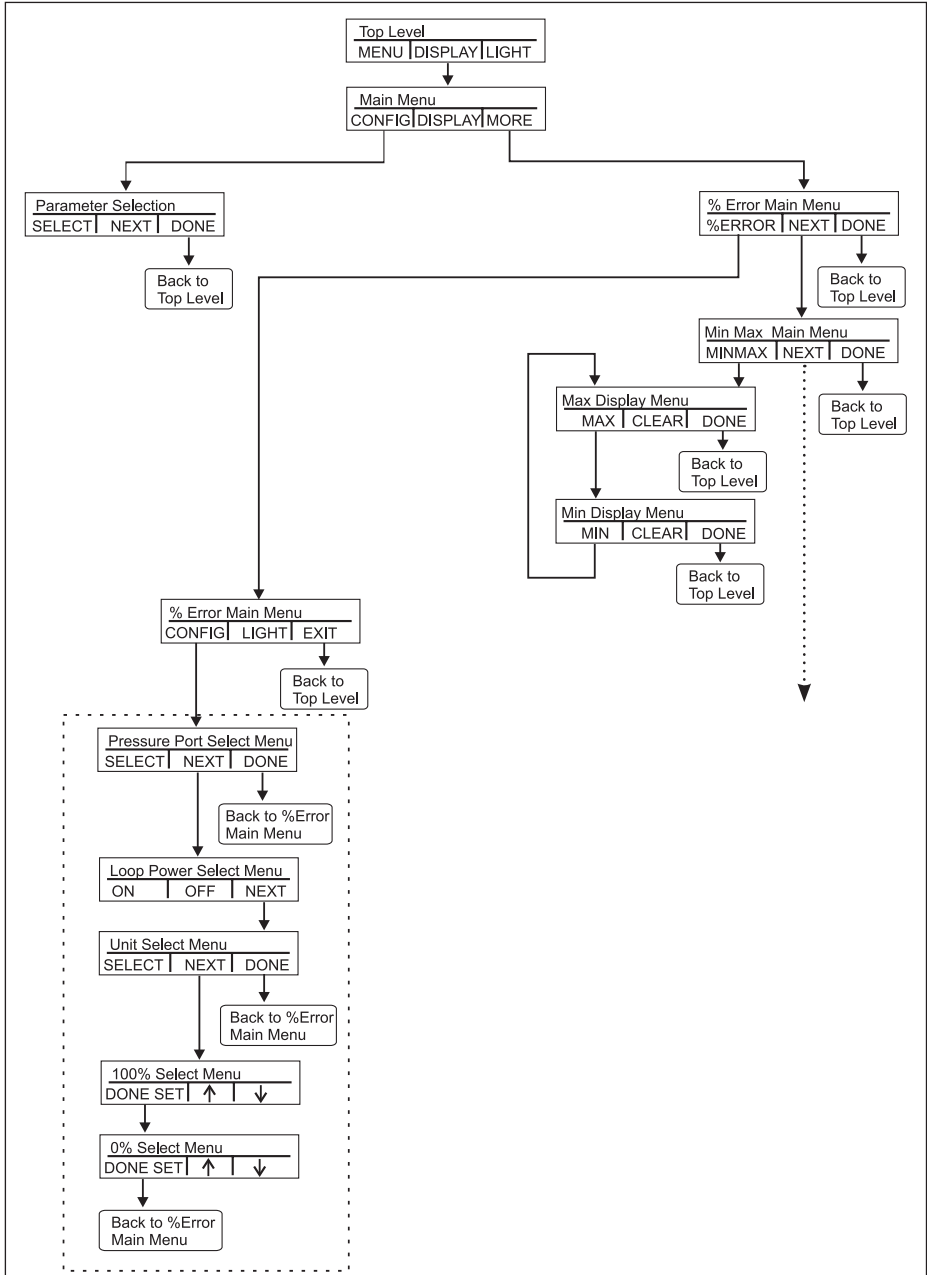 Top Level
MENU DISPLAY LIGHT
Main Menu
CONFIG DISPLAY MORE
Parameter Selection
SELECT NEXT DONE
Back to
Top Level
% Error Main Menu
%ERROR NEXT DONE
Back to
Top Level
Min Max Main Menu
MINMAX NEXT DONE
Back to
Top Level
Max Display Menu
MAX CLEAR DONE
Back to
Top Level
Min Display Menu
MIN CLEAR DONE
Back to
Top Level
% Error Main Menu
CONFIG LIGHT EXIT
Back to
Top Level
Pressure Port Select Menu
SELECT NEXT DONE
Back to %Error
Main Menu
Loop Power Select Menu
ON OFF NEXT
Unit Select Menu
SELECT NEXT DONE
Back to %Error
Main Menu
100% Select Menu
DONE SET ↑ ↓
0% Select Menu
DONE SET ↑ ↓
Back to %Error
Main Menu